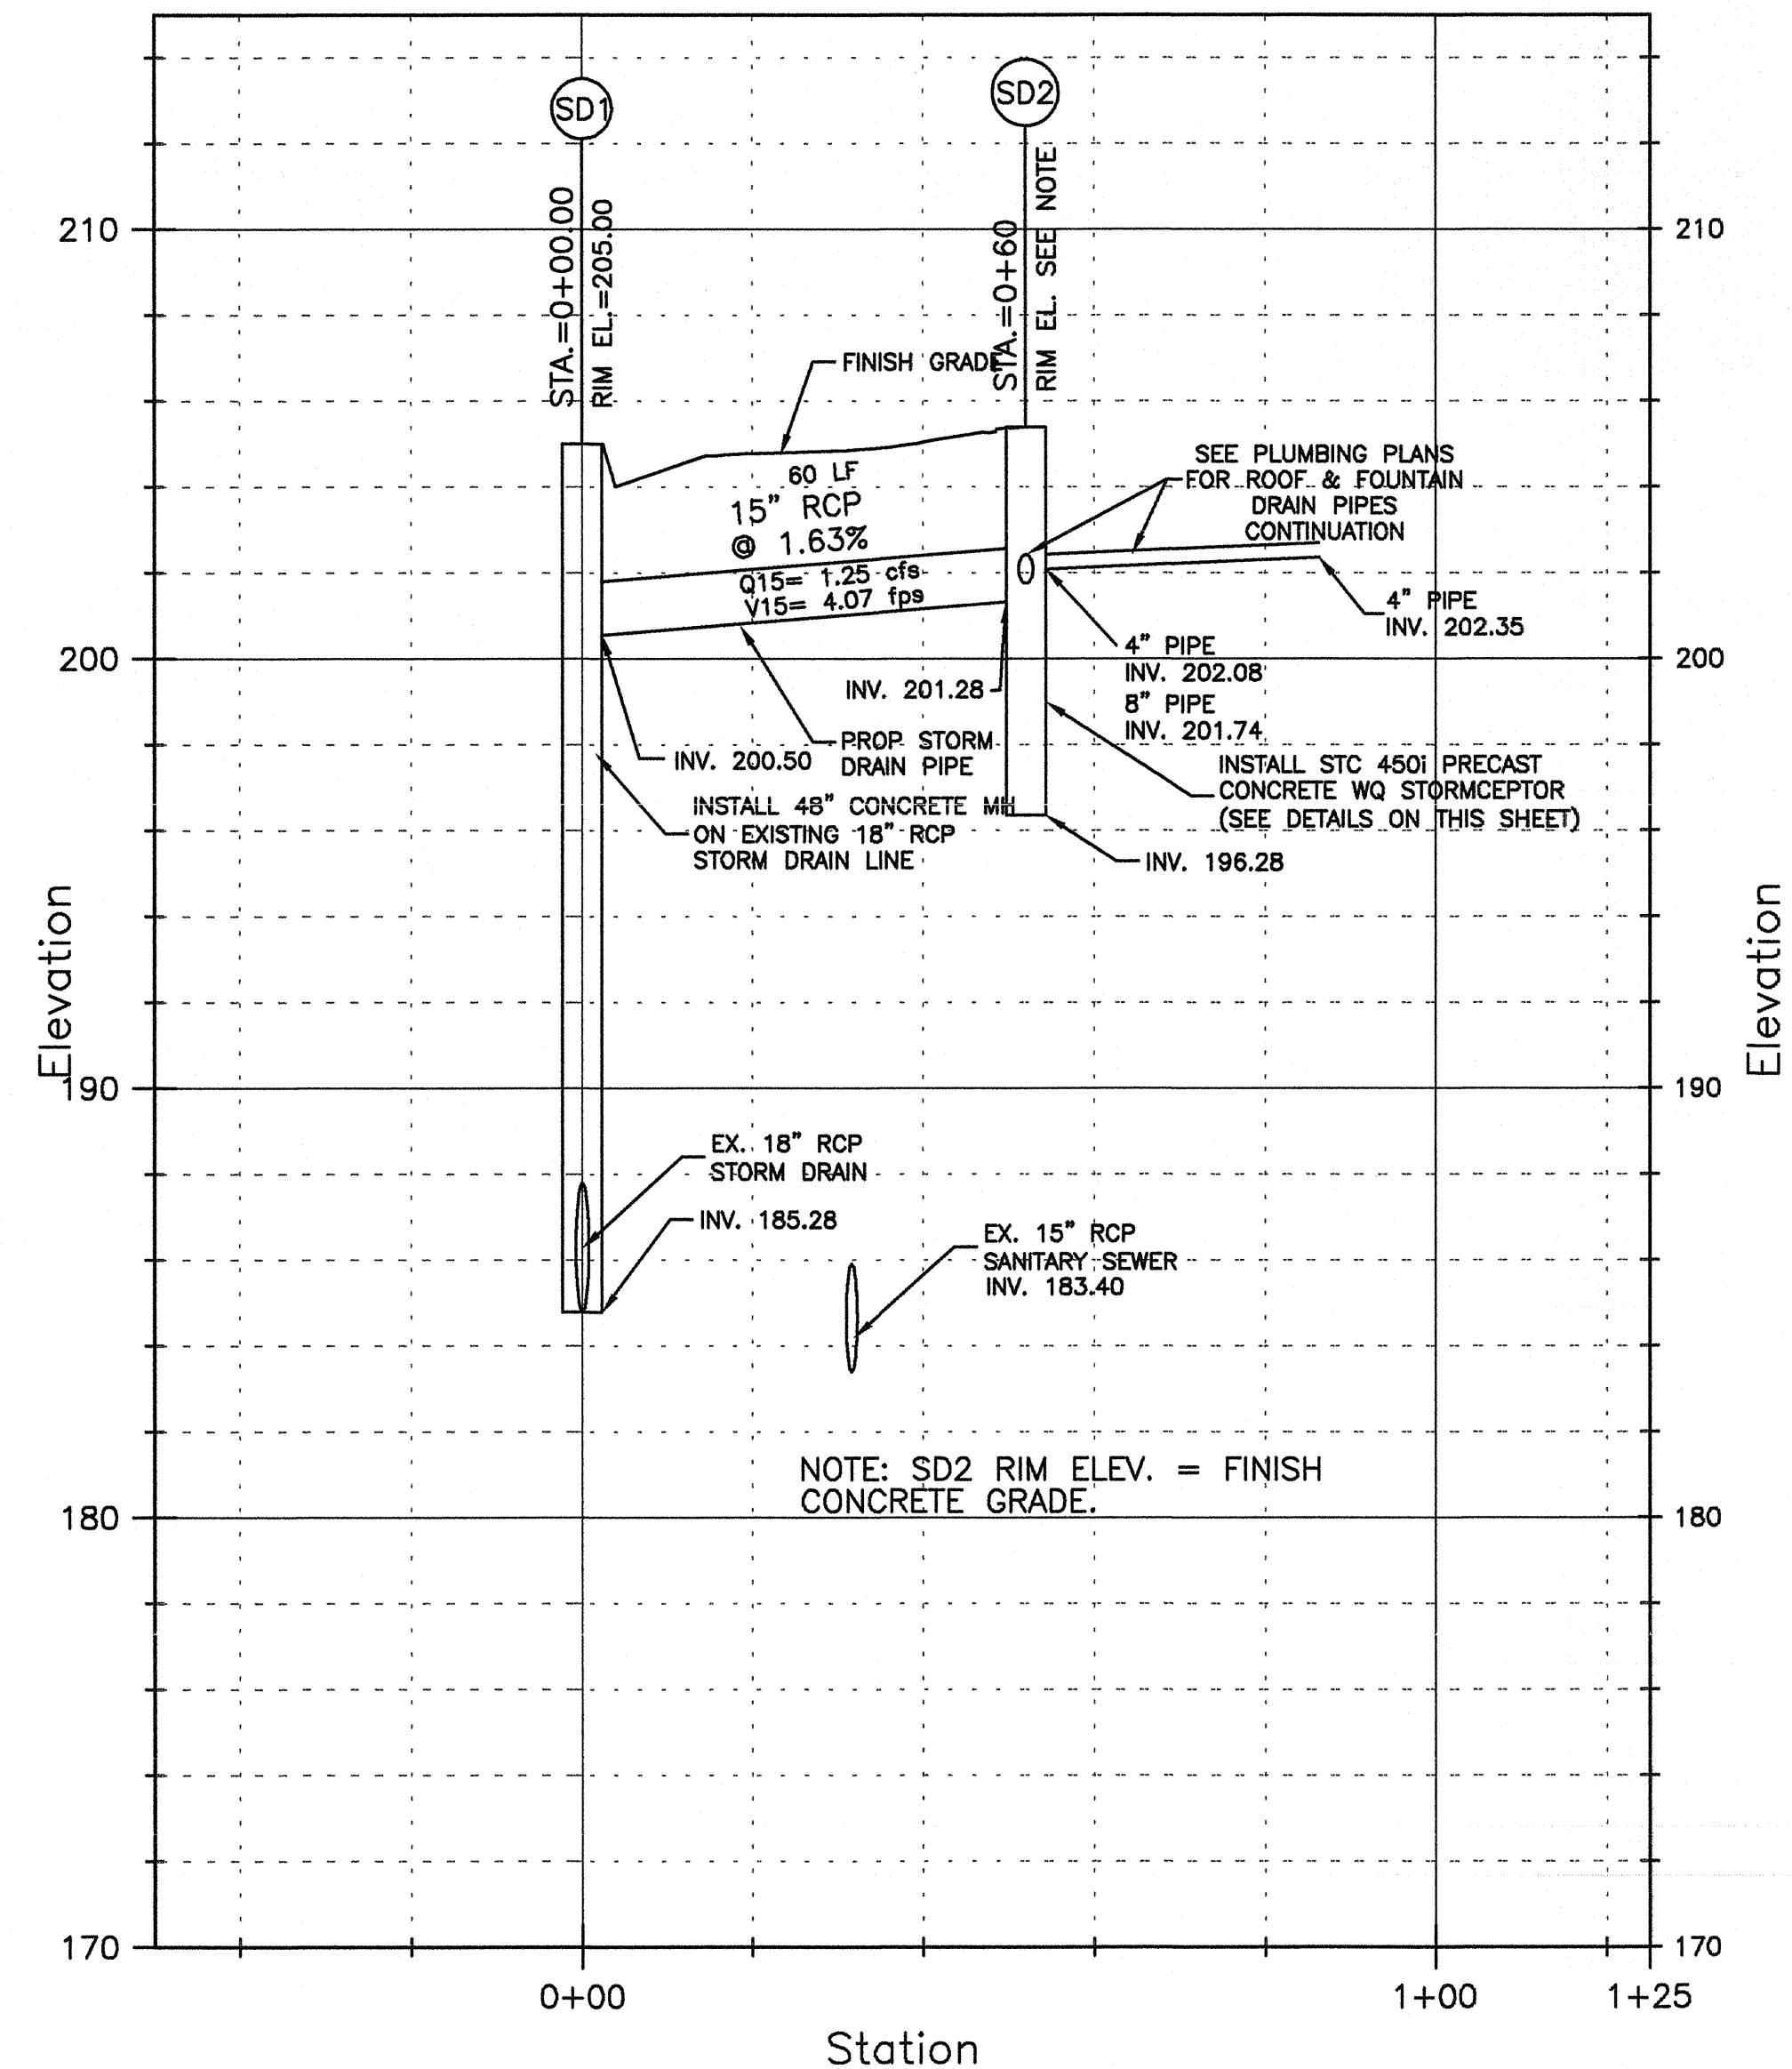 SD1
SD2
STA.=0+00.00
RIM EL.=205.00
STA.=0+60
RIM EL. SEE NOTE
210
210
FINISH GRADE
60 LF
15" RCP
@ 1.63%
Q15= 1.25 cfs
V15= 4.07 fps
SEE PLUMBING PLANS
FOR ROOF & FOUNTAIN
DRAIN PIPES
CONTINUATION
4" PIPE
INV. 202.35
4" PIPE
INV. 202.08
8" PIPE
INV. 201.74
200
200
INV. 201.28
PROP STORM
DRAIN PIPE
INV. 200.50
INSTALL 48" CONCRETE MH
ON EXISTING 18" RCP
STORM DRAIN LINE
INSTALL STC 450i PRECAST
CONCRETE WQ STORMCEPTOR
(SEE DETAILS ON THIS SHEET)
INV. 196.28
Elevation
Elevation
190
190
EX. 18" RCP
STORM DRAIN
INV. 185.28
EX. 15" RCP
SANITARY SEWER
INV. 183.40
NOTE: SD2 RIM ELEV. = FINISH
CONCRETE GRADE.
180
180
170
170
0+00
1+00
1+25
Station